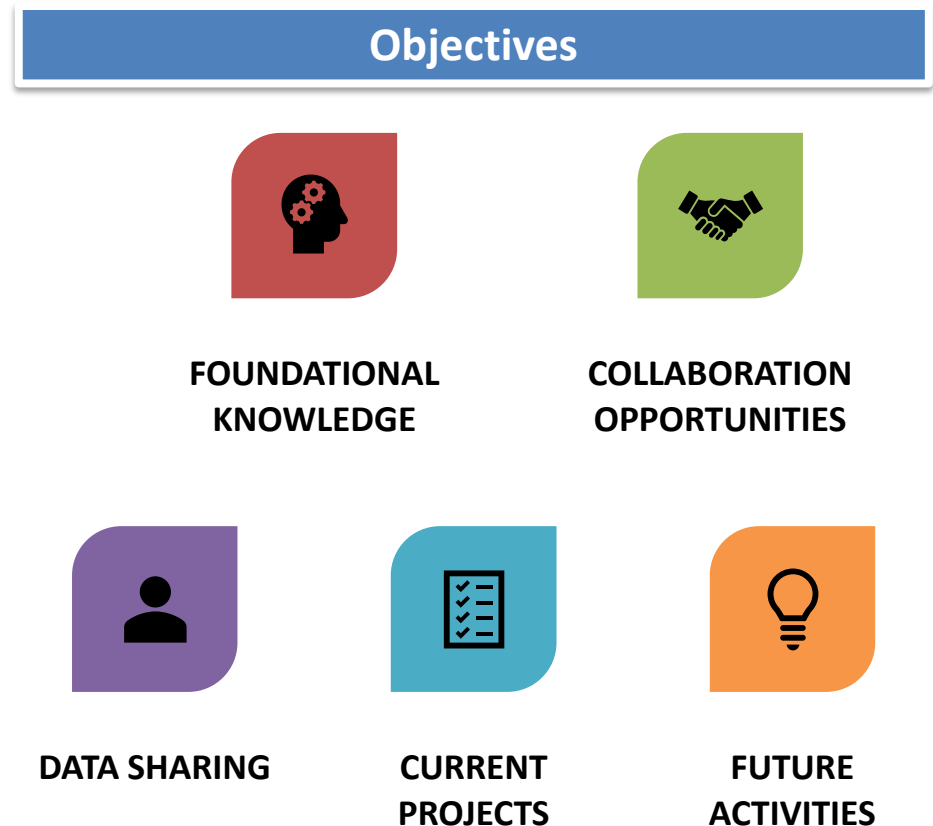 Objectives
FOUNDATIONAL
KNOWLEDGE
COLLABORATION
OPPORTUNITIES
DATA SHARING
CURRENT
PROJECTS
FUTURE
ACTIVITIES